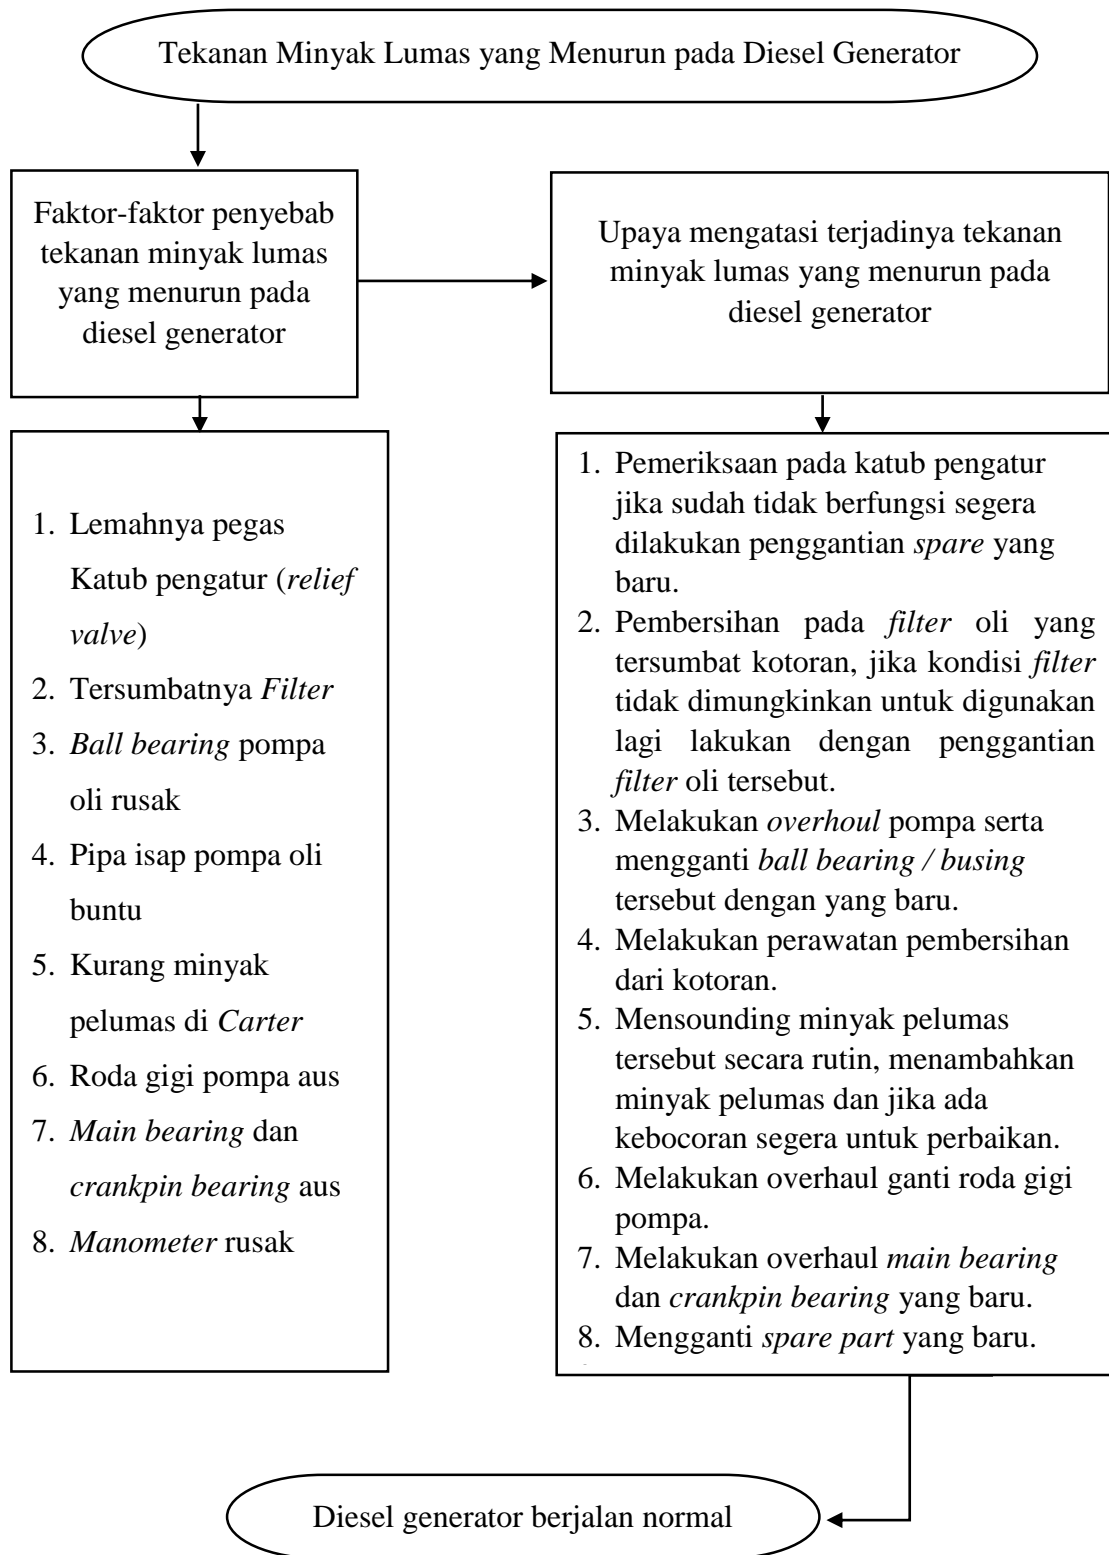 Tekanan Minyak Lumas yang Menurun pada Diesel Generator
Faktor-faktor penyebab
tekanan minyak lumas
yang menurun pada
diesel generator
Upaya mengatasi terjadinya tekanan
minyak lumas yang menurun pada
diesel generator
1. Lemahnya pegas
Katub pengatur (relief
valve)
2. Tersumbatnya Filter
3. Ball bearing pompa
oli rusak
4. Pipa isap pompa oli
buntu
5. Kurang minyak
pelumas di Carter
6. Roda gigi pompa aus
7. Main bearing dan
crankpin bearing aus
8. Manometer rusak
1. Pemeriksaan pada katub pengatur
jika sudah tidak berfungsi segera
dilakukan penggantian spare yang
baru.
2. Pembersihan pada filter oli yang
tersumbat kotoran, jika kondisi filter
tidak dimungkinkan untuk digunakan
lagi lakukan dengan penggantian
filter oli tersebut.
3. Melakukan overhoul pompa serta
mengganti ball bearing / busing
tersebut dengan yang baru.
4. Melakukan perawatan pembersihan
dari kotoran.
5. Mensounding minyak pelumas
tersebut secara rutin, menambahkan
minyak pelumas dan jika ada
kebocoran segera untuk perbaikan.
6. Melakukan overhaul ganti roda gigi
pompa.
7. Melakukan overhaul main bearing
dan crankpin bearing yang baru.
8. Mengganti spare part yang baru.
Diesel generator berjalan normal